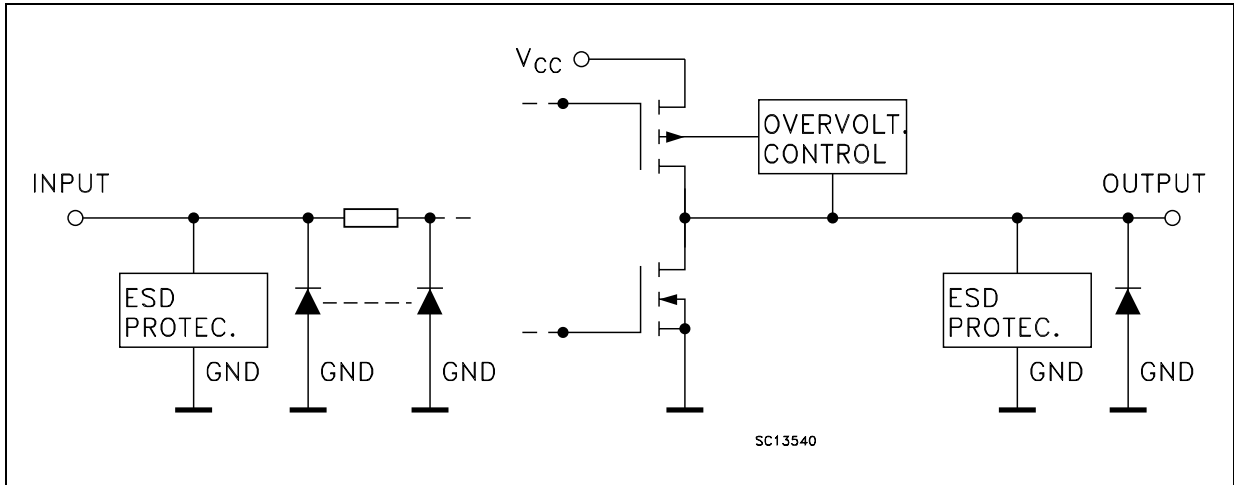 VCC
OVERVOLT.
CONTROL
INPUT
OUTPUT
ESD
PROTEC.
ESD
PROTEC.
GND
GND
GND
GND
GND
SC13540